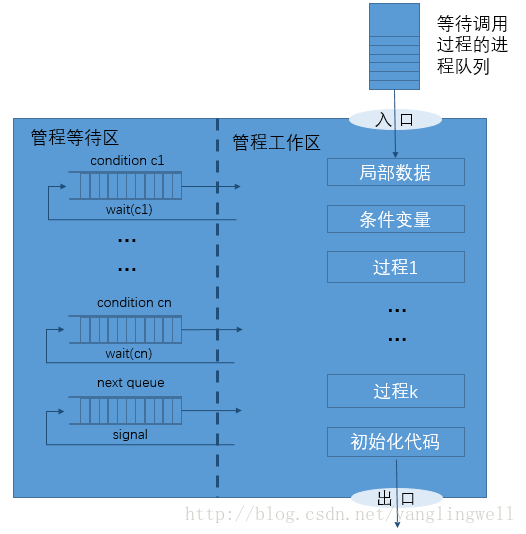 等待调用
过程的进
程队列
入 口
管程等待区
管程工作区
condition c1
wait(c1)
...
...
condition cn
wait(cn)
next queue
signal
局部数据
条件变量
过程1
...
...
过程k
初始化代码
出 口
http://blog.csdn.net/yanglingwell